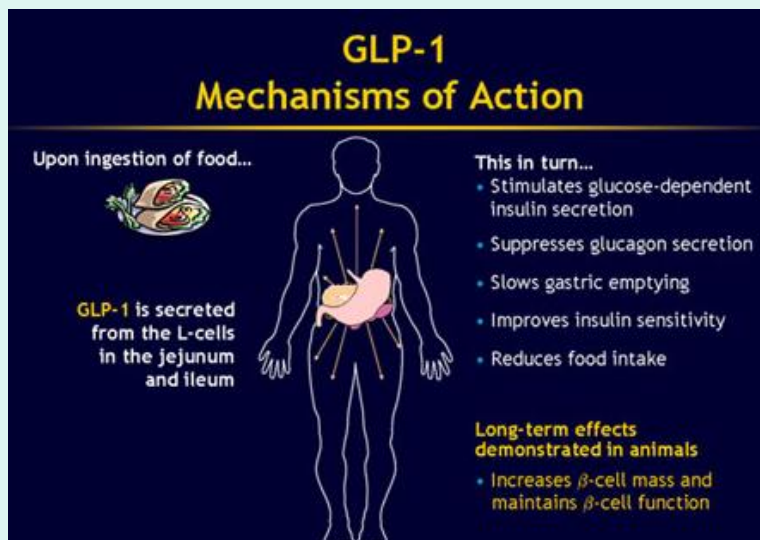 GLP-1
Mechanisms of Action
Upon ingestion of food…
GLP-1 is secreted
from the L-cells
in the jejunum
and ileum
This in turn…
• Stimulates glucose-dependent
insulin secretion
• Suppresses glucagon secretion
• Slows gastric emptying
• Improves insulin sensitivity
• Reduces food intake
Long-term effects
demonstrated in animals
• Increases β-cell mass and
maintains β-cell function